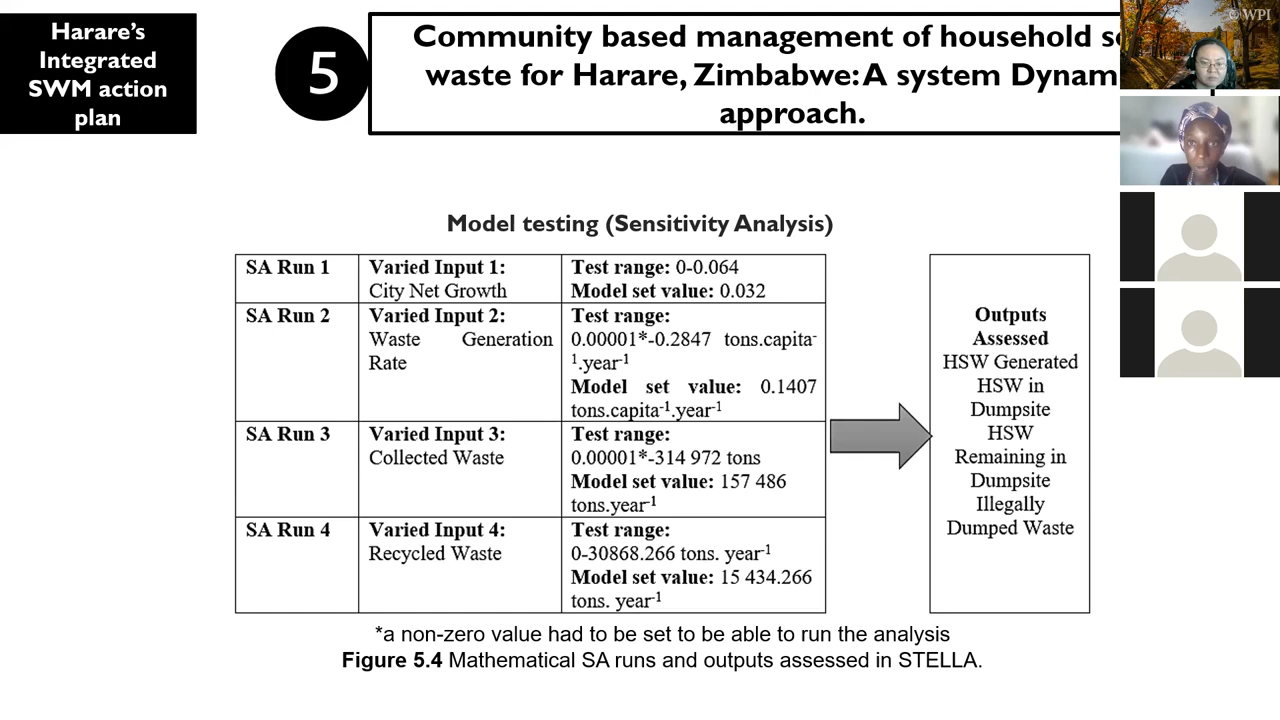 Harare's
Integrated
SWM action
plan
5
Community based management of household
waste for Harare, Zimbabwe: A system
approach.
© WPI
Model testing (Sensitivity Analysis)
SA Run 1
Varied Input 1:
City Net Growth
Test range: 0-0.064
Model set value: 0.032
SA Run 2
Varied Input 2:
Waste Generation
Rate
Test range:
0.00001*-0.2847 tons.capita⁻
¹.year⁻¹
Model set value: 0.1407
tons.capita⁻¹.year⁻¹
SA Run 3
Varied Input 3:
Collected Waste
Test range:
0.00001*-314 972 tons
Model set value: 157 486
tons.year⁻¹
SA Run 4
Varied Input 4:
Recycled Waste
Test range:
0-30868.266 tons. year⁻¹
Model set value: 15 434.266
tons. year⁻¹
Outputs
Assessed
HSW Generated
HSW in
Dumpsite
HSW
Remaining in
Dumpsite
Illegally
Dumped Waste
*a non-zero value had to be set to be able to run the analysis
Figure 5.4 Mathematical SA runs and outputs assessed in STELLA.